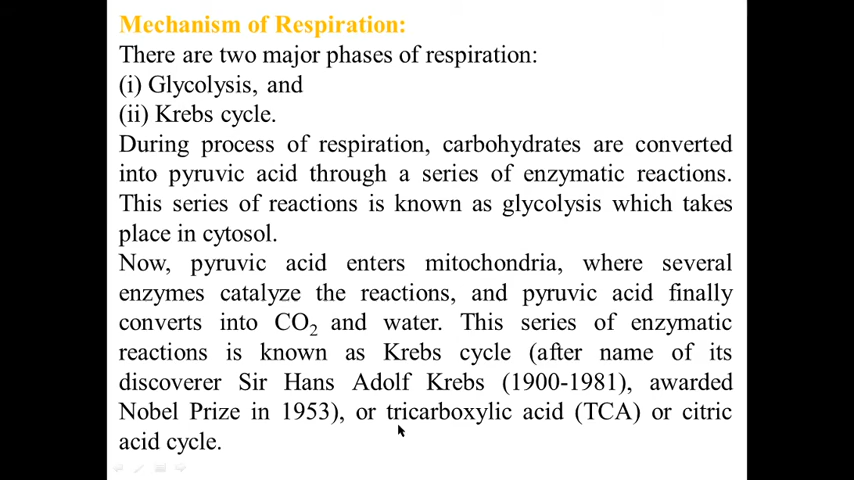 Mechanism of Respiration:
There are two major phases of respiration:
(i) Glycolysis, and
(ii) Krebs cycle.
During process of respiration, carbohydrates are converted
into pyruvic acid through a series of enzymatic reactions.
This series of reactions is known as glycolysis which takes
place in cytosol.
Now, pyruvic acid enters mitochondria, where several
enzymes catalyze the reactions, and pyruvic acid finally
converts into CO₂ and water. This series of enzymatic
reactions is known as Krebs cycle (after name of its
discoverer Sir Hans Adolf Krebs (1900-1981), awarded
Nobel Prize in 1953), or tricarboxylic acid (TCA) or citric
acid cycle.